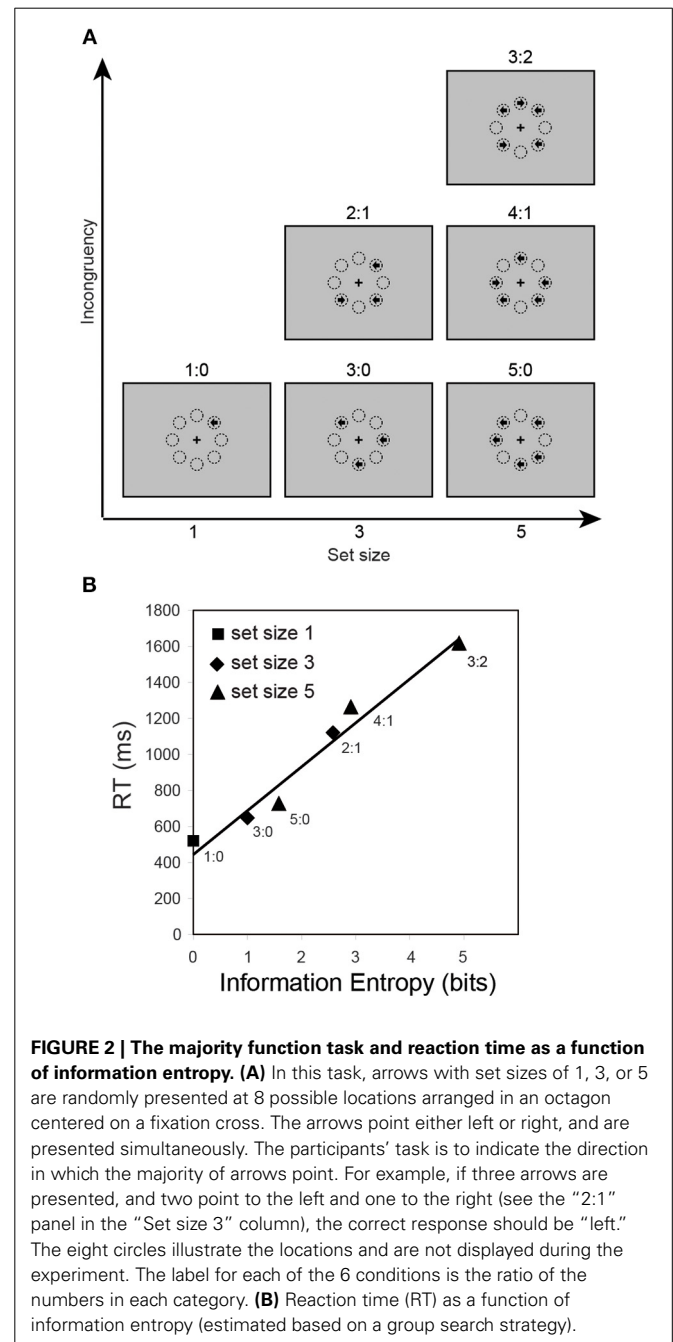 A
3:2
2:1
4:1
Incongruency
1:0
3:0
5:0
1
3
5
Set size
B
1800
1600
1400
1200
1000
800
600
400
200
0
RT (ms)
set size 1
set size 3
set size 5
3:2
4:1
2:1
5:0
3:0
1:0
0
1
2
3
4
5
Information Entropy (bits)
FIGURE 2 | The majority function task and reaction time as a function
of information entropy. (A) In this task, arrows with set sizes of 1, 3, or 5
are randomly presented at 8 possible locations arranged in an octagon
centered on a fixation cross. The arrows point either left or right, and are
presented simultaneously. The participants’ task is to indicate the direction
in which the majority of arrows point. For example, if three arrows are
presented, and two point to the left and one to the right (see the “2:1”
panel in the “Set size 3” column), the correct response should be “left.”
The eight circles illustrate the locations and are not displayed during the
experiment. The label for each of the 6 conditions is the ratio of the
numbers in each category. (B) Reaction time (RT) as a function of
information entropy (estimated based on a group search strategy).